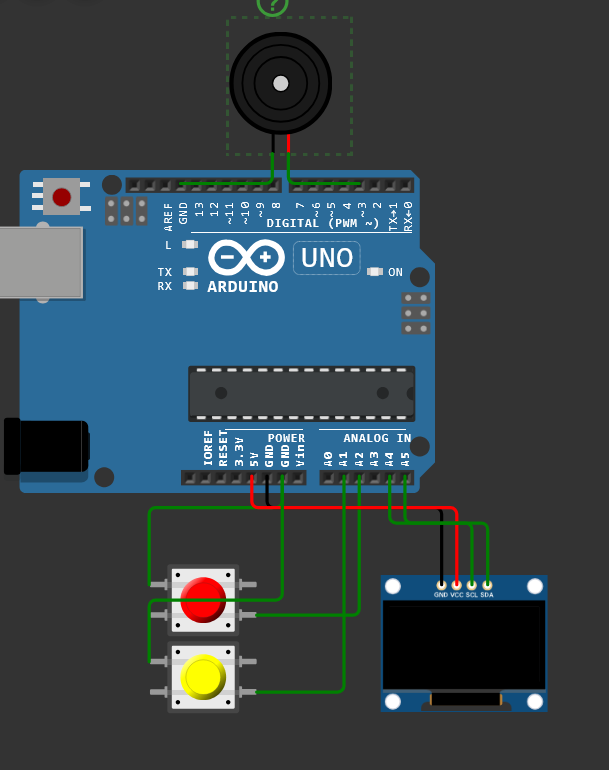 ?
AREF
GND
13
12
~11
~10
~9
8
7
~6
~5
4
~3
2
TX→1
RX←0
DIGITAL (PWM ~)
L
TX
RX
ARDUINO
UNO
ON
IOREF
RESET
3.3V
5V
GND
GND
Vin
POWER
ANALOG IN
A0
A1
A2
A3
A4
A5
GND VCC SCL SDA